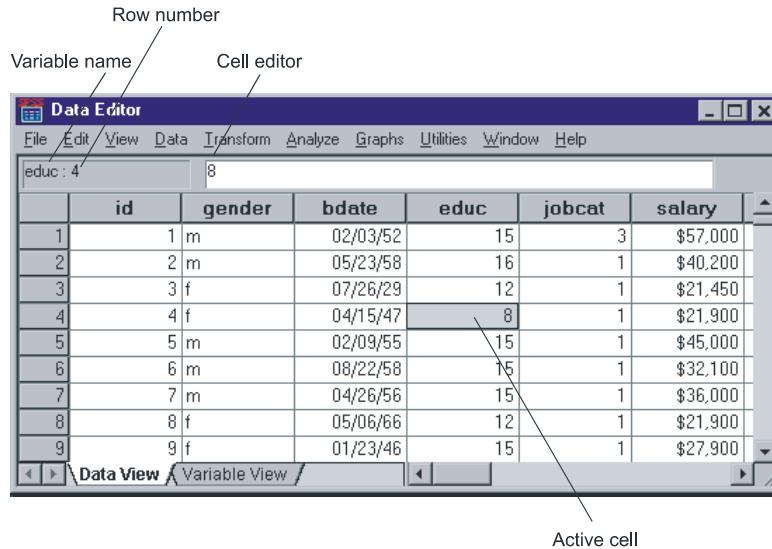 Row number
Variable name
Cell editor
Data Editor
File Edit View Data Transform Analyze Graphs Utilities Window Help
educ : 4 8
id gender bdate educ jobcat salary
1 1 m 02/03/52 15 3 $57,000
2 2 m 05/23/58 16 1 $40,200
3 3 f 07/26/29 12 1 $21,450
4 4 f 04/15/47 8 1 $21,900
5 5 m 02/09/55 15 1 $45,000
6 6 m 08/22/58 15 1 $32,100
7 7 m 04/26/56 15 1 $36,000
8 8 f 05/06/66 12 1 $21,900
9 9 f 01/23/46 15 1 $27,900
Data View Variable View
Active cell